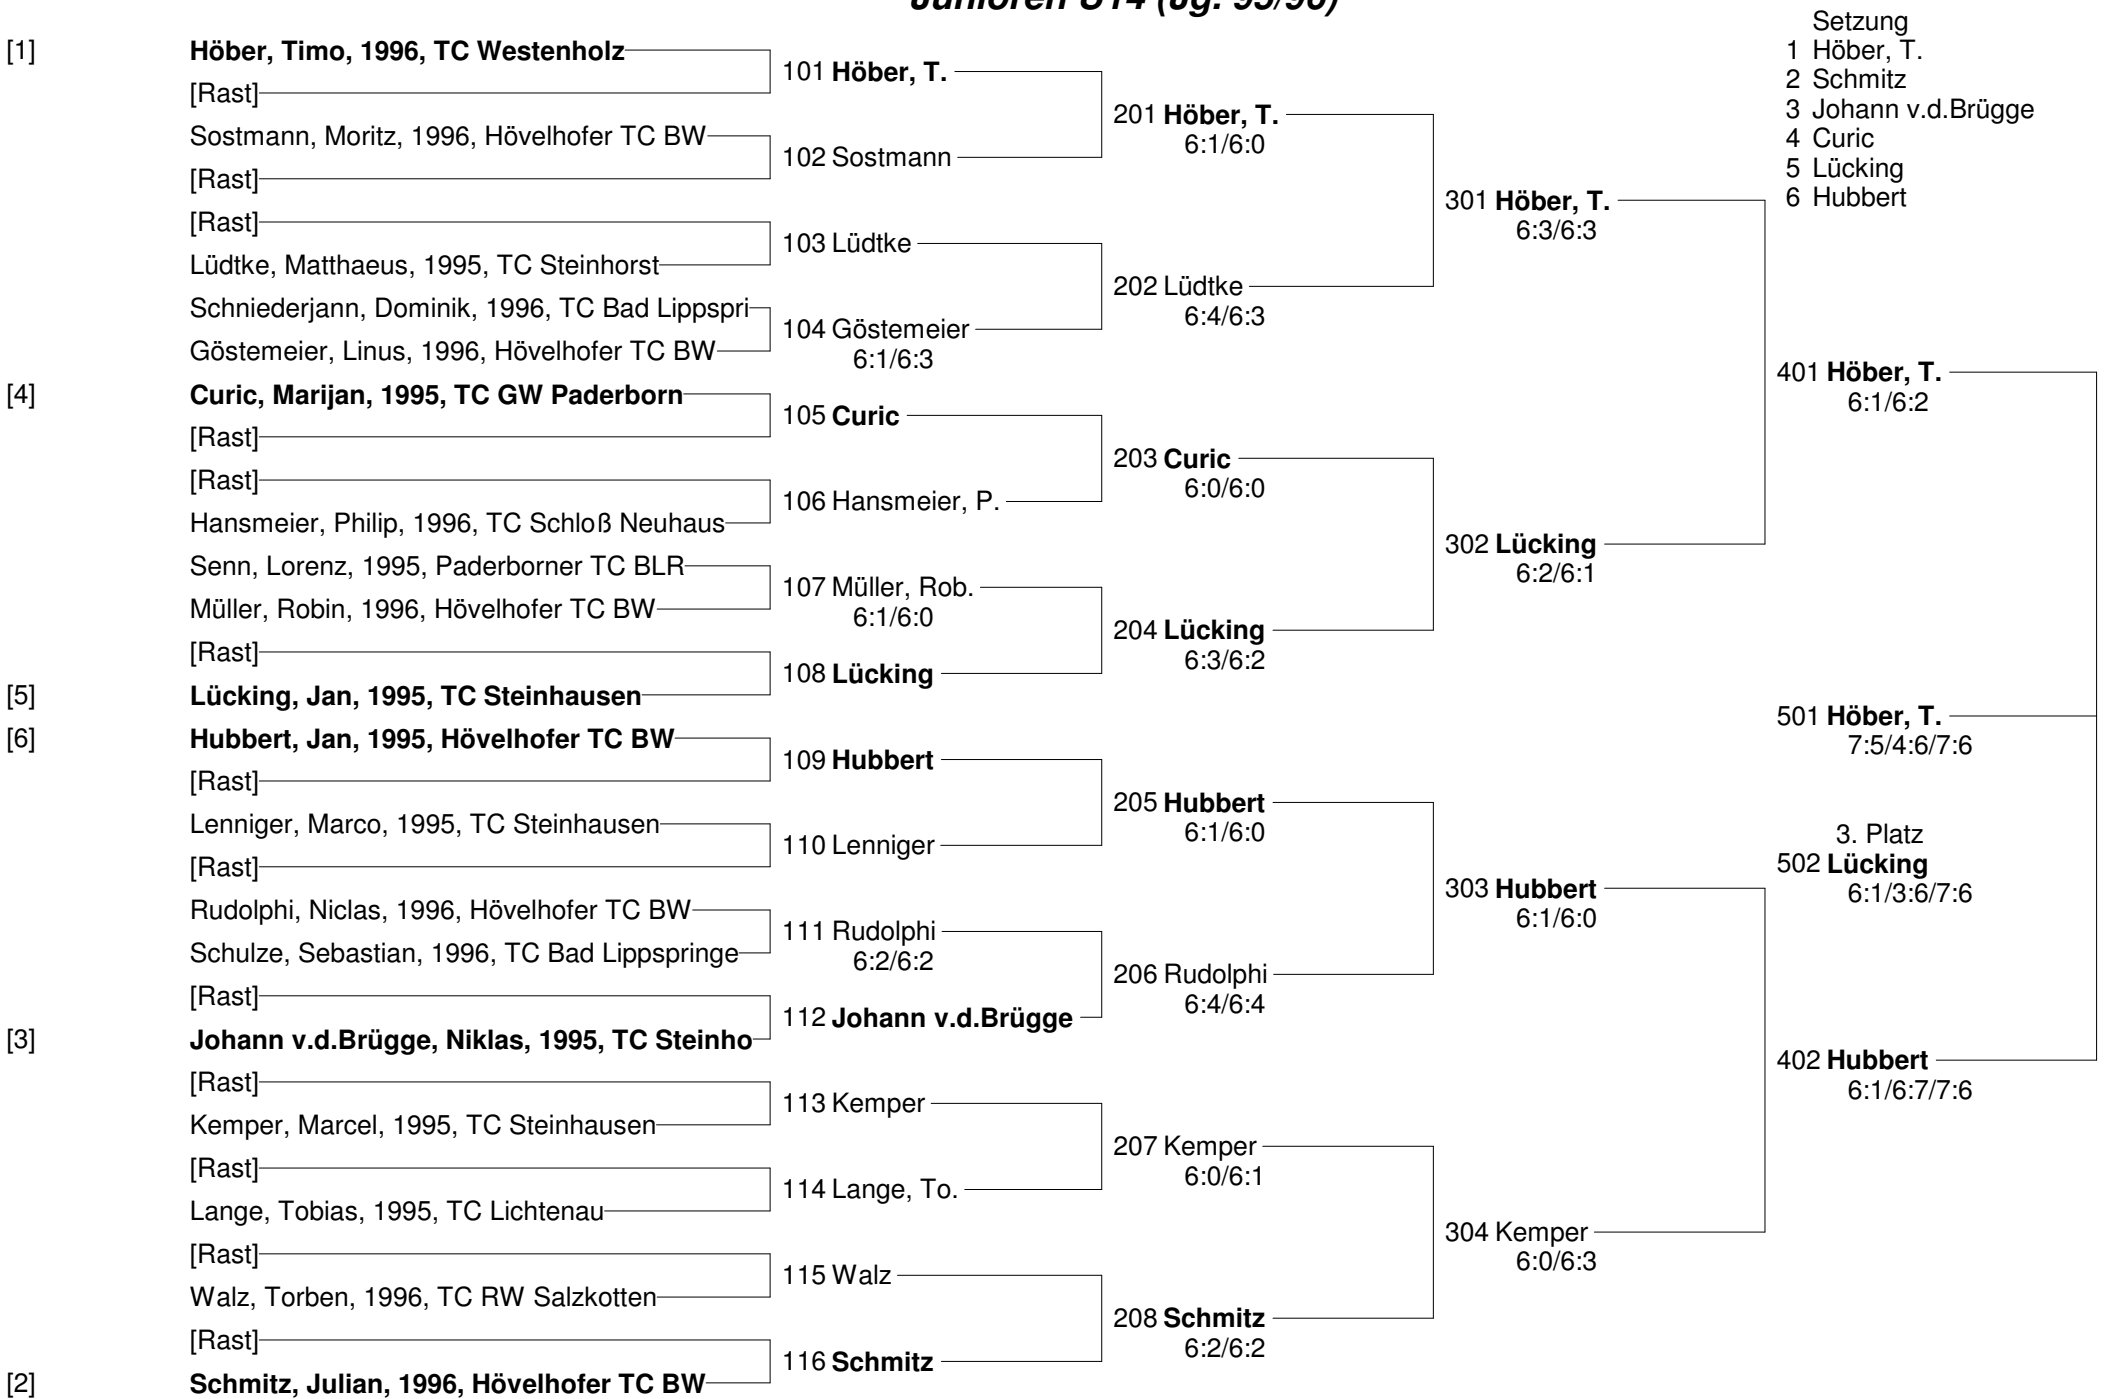 Junioren U14 (Jg. 95/96)
[1] Höber, Timo, 1996, TC Westenholz
[Rast]
Sostmann, Moritz, 1996, Hövelhofer TC BW
[Rast]
[Rast]
Lüdtke, Matthaeus, 1995, TC Steinhorst
Schniederjann, Dominik, 1996, TC Bad Lippspri
Göstemeier, Linus, 1996, Hövelhofer TC BW
[4] Curic, Marijan, 1995, TC GW Paderborn
[Rast]
[Rast]
Hansmeier, Philip, 1996, TC Schloß Neuhaus
Senn, Lorenz, 1995, Paderborner TC BLR
Müller, Robin, 1996, Hövelhofer TC BW
[Rast]
[5] Lücking, Jan, 1995, TC Steinhausen
[6] Hubbert, Jan, 1995, Hövelhofer TC BW
[Rast]
Lenniger, Marco, 1995, TC Steinhausen
[Rast]
Rudolphi, Niclas, 1996, Hövelhofer TC BW
Schulze, Sebastian, 1996, TC Bad Lippspringe
[Rast]
[3] Johann v.d.Brügge, Niklas, 1995, TC Steinho
[Rast]
Kemper, Marcel, 1995, TC Steinhausen
[Rast]
Lange, Tobias, 1995, TC Lichtenau
[Rast]
Walz, Torben, 1996, TC RW Salzkotten
[Rast]
[2] Schmitz, Julian, 1996, Hövelhofer TC BW
101 Höber, T.
102 Sostmann
103 Lüdtke
104 Göstemeier
6:1/6:3
105 Curic
106 Hansmeier, P.
107 Müller, Rob.
6:1/6:0
108 Lücking
109 Hubbert
110 Lenniger
111 Rudolphi
6:2/6:2
112 Johann v.d.Brügge
113 Kemper
114 Lange, To.
115 Walz
116 Schmitz
201 Höber, T.
6:1/6:0
202 Lüdtke
6:4/6:3
203 Curic
6:0/6:0
204 Lücking
6:3/6:2
205 Hubbert
6:1/6:0
206 Rudolphi
6:4/6:4
207 Kemper
6:0/6:1
208 Schmitz
6:2/6:2
301 Höber, T.
6:3/6:3
302 Lücking
6:2/6:1
303 Hubbert
6:1/6:0
304 Kemper
6:0/6:3
Setzung
1 Höber, T.
2 Schmitz
3 Johann v.d.Brügge
4 Curic
5 Lücking
6 Hubbert
401 Höber, T.
6:1/6:2
501 Höber, T.
7:5/4:6/7:6
3. Platz
502 Lücking
6:1/3:6/7:6
402 Hubbert
6:1/6:7/7:6